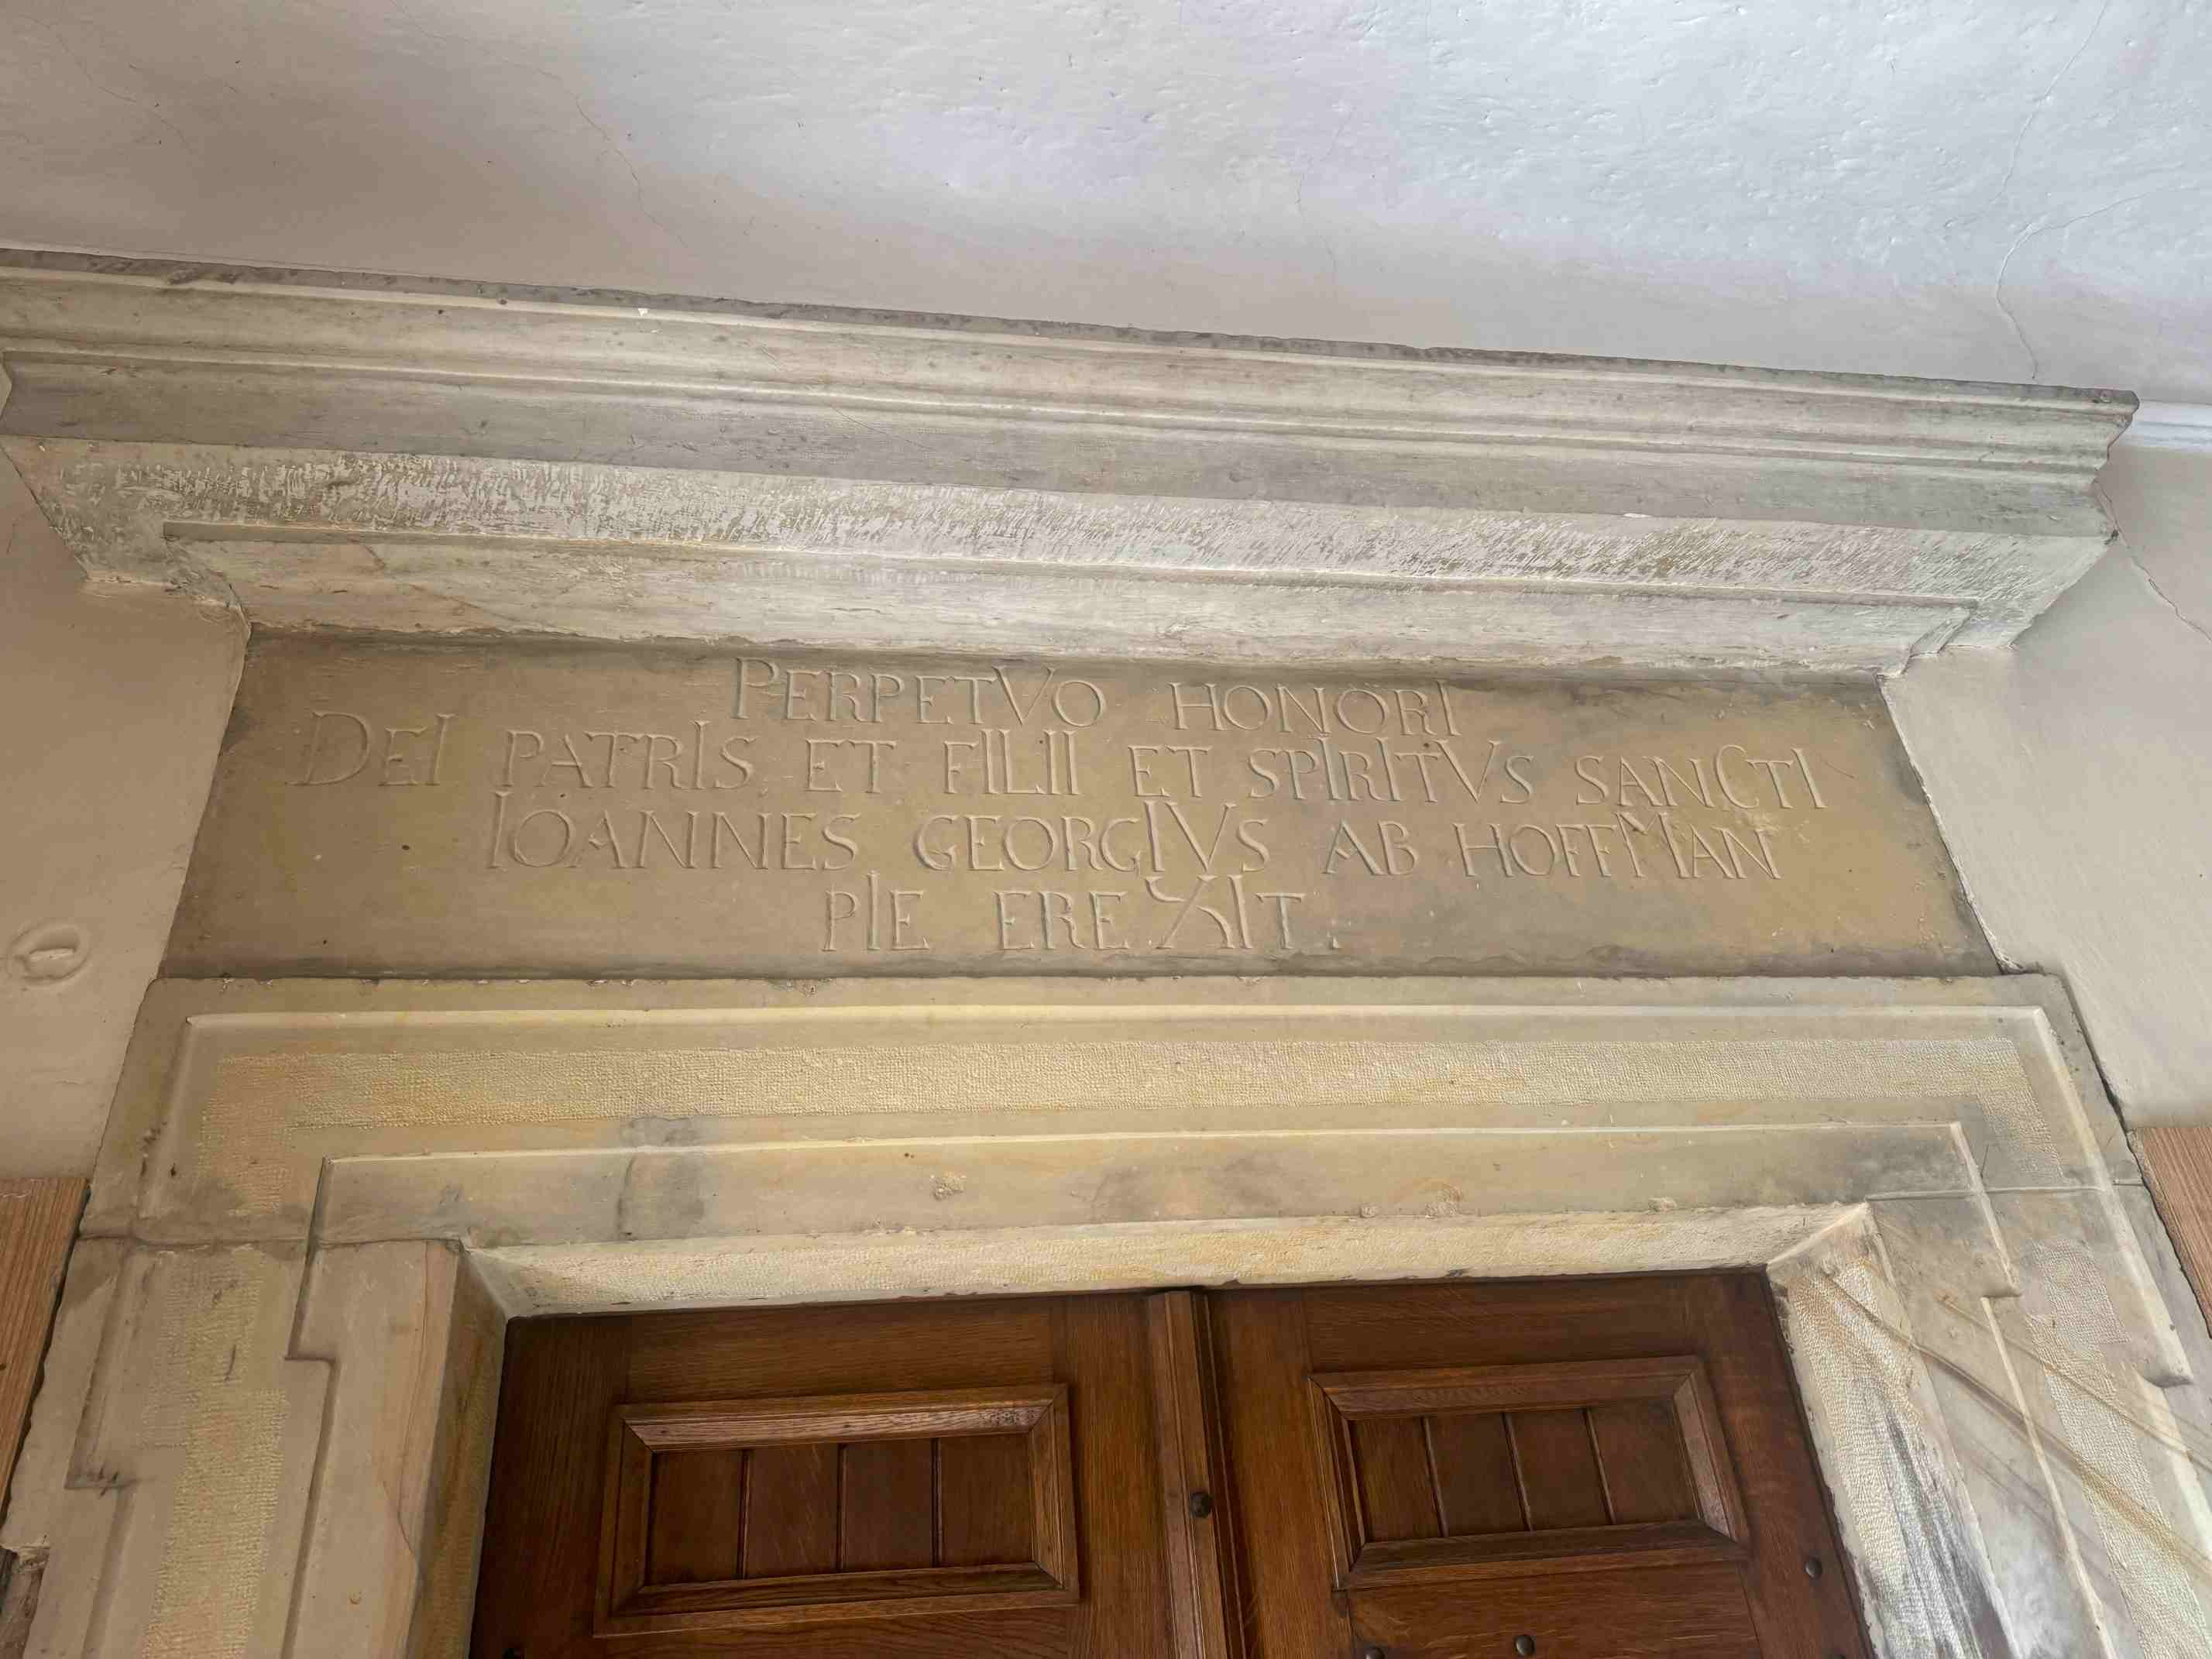 PERPETVO HONORI
DEI PATRIS ET FILII ET SPIRITVS SANCTI
IOANNES GEORGIVS AB HOFFMAN
PIE EREXIT.